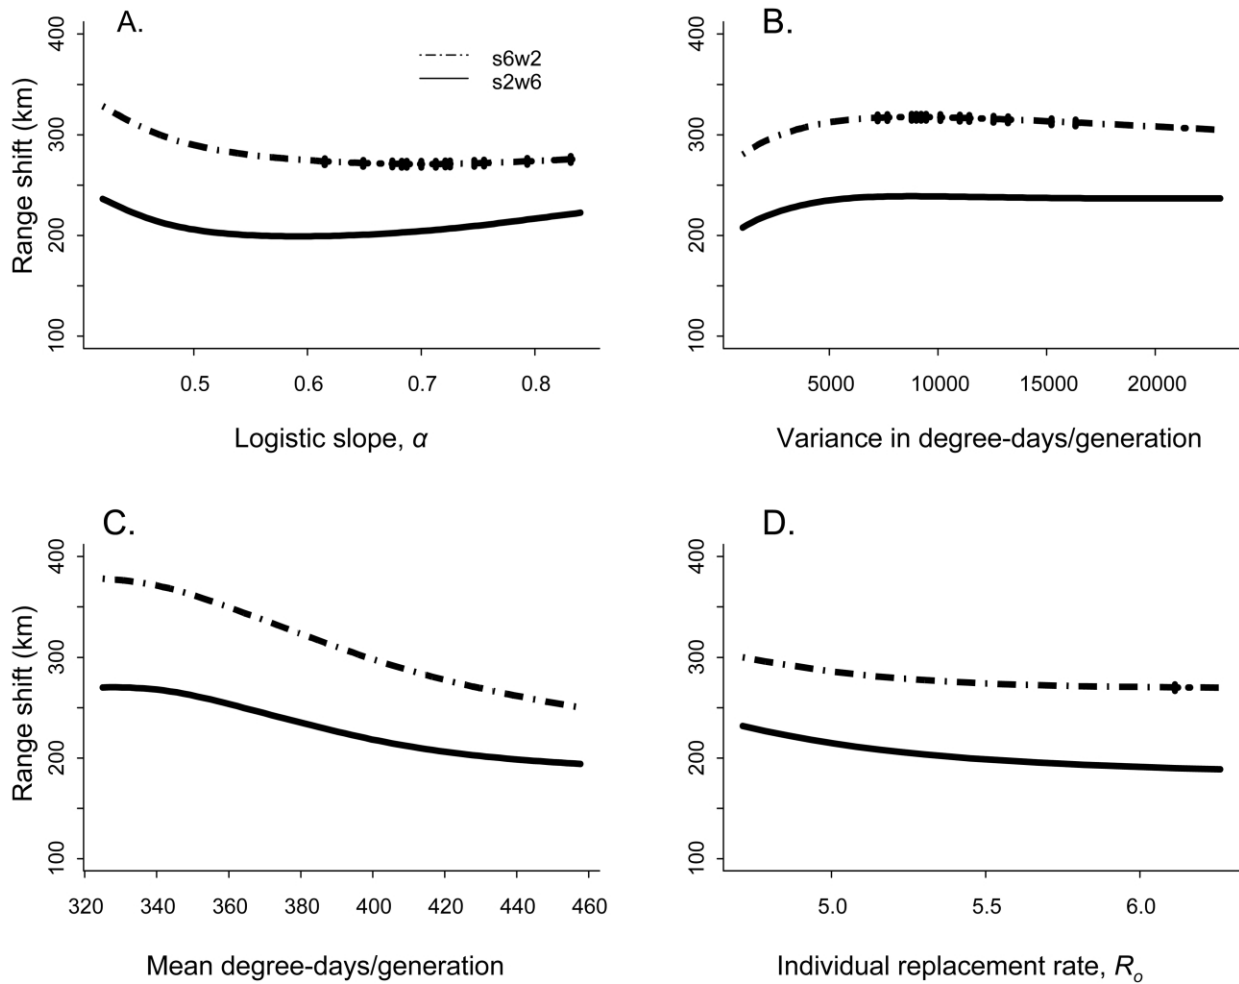 A.
B.
s6w2
s2w6
Range shift (km)
400
300
200
100
0.5 0.6 0.7 0.8
Logistic slope, α
400
300
200
100
5000 10000 15000 20000
Variance in degree-days/generation
C.
D.
Range shift (km)
400
300
200
100
320 340 360 380 400 420 440 460
Mean degree-days/generation
400
300
200
100
5.0 5.5 6.0
Individual replacement rate, Ro